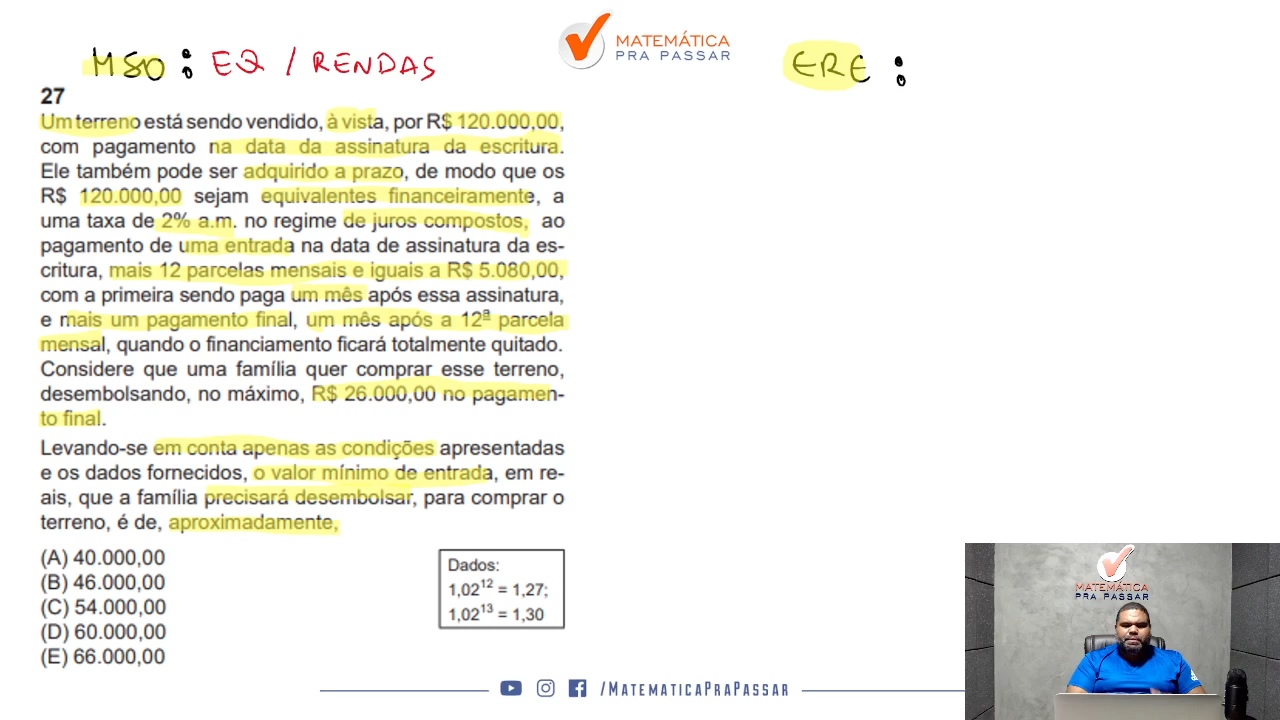 MSO : EQ / RENDAS
MATEMÁTICA
PRA PASSAR
ERE :
27
Um terreno está sendo vendido, à vista, por R$ 120.000,00,
com pagamento na data da assinatura da escritura.
Ele também pode ser adquirido a prazo, de modo que os
R$ 120.000,00 sejam equivalentes financeiramente, a
uma taxa de 2% a.m. no regime de juros compostos, ao
pagamento de uma entrada na data de assinatura da es-
critura, mais 12 parcelas mensais e iguais a R$ 5.080,00,
com a primeira sendo paga um mês após essa assinatura,
e mais um pagamento final, um mês após a 12ª parcela
mensal, quando o financiamento ficará totalmente quitado.
Considere que uma família quer comprar esse terreno,
desembolsando, no máximo, R$ 26.000,00 no pagamen-
to final.
Levando-se em conta apenas as condições apresentadas
e os dados fornecidos, o valor mínimo de entrada, em re-
ais, que a família precisará desembolsar, para comprar o
terreno, é de, aproximadamente,
(A) 40.000,00
(B) 46.000,00
(C) 54.000,00
(D) 60.000,00
(E) 66.000,00
Dados:
1,02¹² = 1,27;
1,02¹³ = 1,30
MATEMÁTICA
PRA PASSAR
/MATEMATICAPRAPASSAR